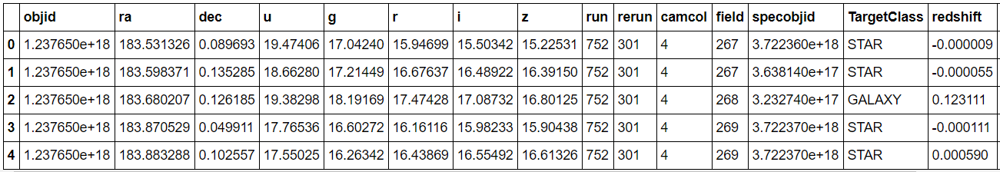 objid ra dec u g r i z run rerun camcol field specobjid TargetClass redshift
0 1.237650e+18 183.531326 0.089693 19.47406 17.04240 15.94699 15.50342 15.22531 752 301 4 267 3.722360e+18 STAR -0.000009
1 1.237650e+18 183.598371 0.135285 18.66280 17.21449 16.67637 16.48922 16.39150 752 301 4 267 3.638140e+17 STAR -0.000055
2 1.237650e+18 183.680207 0.126185 19.38298 18.19169 17.47428 17.08732 16.80125 752 301 4 268 3.232740e+17 GALAXY 0.123111
3 1.237650e+18 183.870529 0.049911 17.76536 16.60272 16.16116 15.98233 15.90438 752 301 4 269 3.722370e+18 STAR -0.000111
4 1.237650e+18 183.883288 0.102557 17.55025 16.26342 16.43869 16.55492 16.61326 752 301 4 269 3.722370e+18 STAR 0.000590